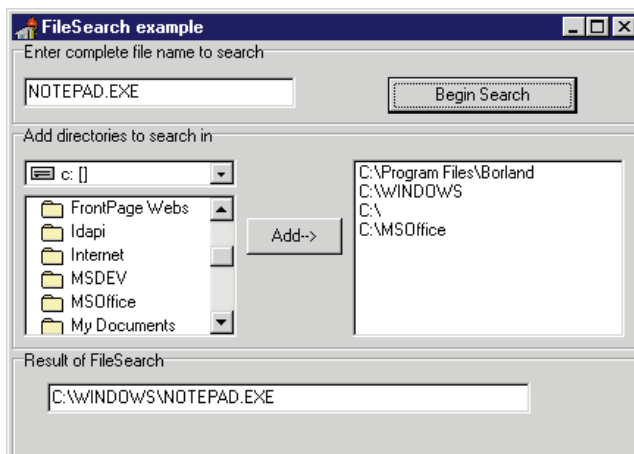 FileSearch example
Enter complete file name to search
NOTEPAD.EXE
Begin Search
Add directories to search in
c: []
FrontPage Webs
Idapi
Internet
MSDEV
MSOffice
My Documents
Add-->
C:\Program Files\Borland
C:\WINDOWS
C:\
C:\MSOffice
Result of FileSearch
C:\WINDOWS\NOTEPAD.EXE